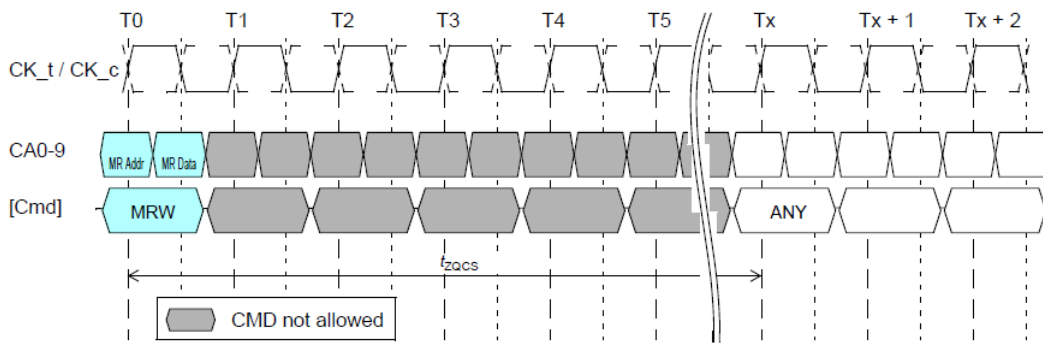 T0 T1 T2 T3 T4 T5 Tx Tx + 1 Tx + 2
CK_t / CK_c
CA0-9 MR Addr MR Data
[Cmd] MRW ANY
tZQCS
CMD not allowed